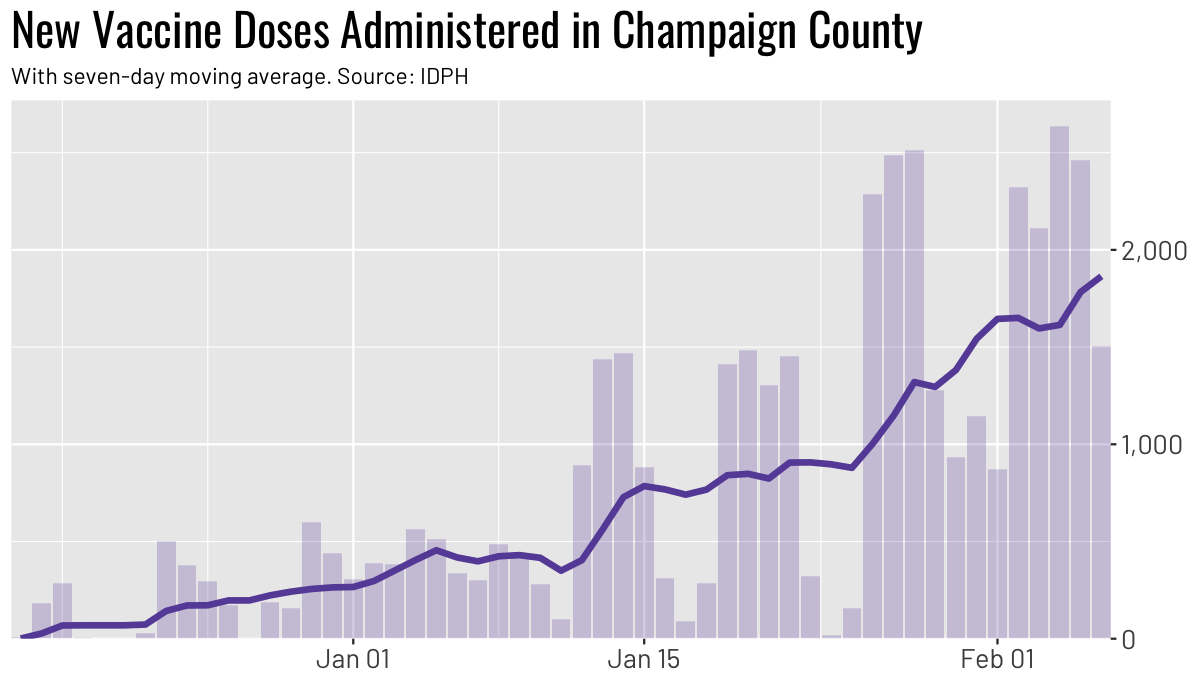 New Vaccine Doses Administered in Champaign County
With seven-day moving average. Source: IDPH
2,000
1,000
0
Jan 01
Jan 15
Feb 01